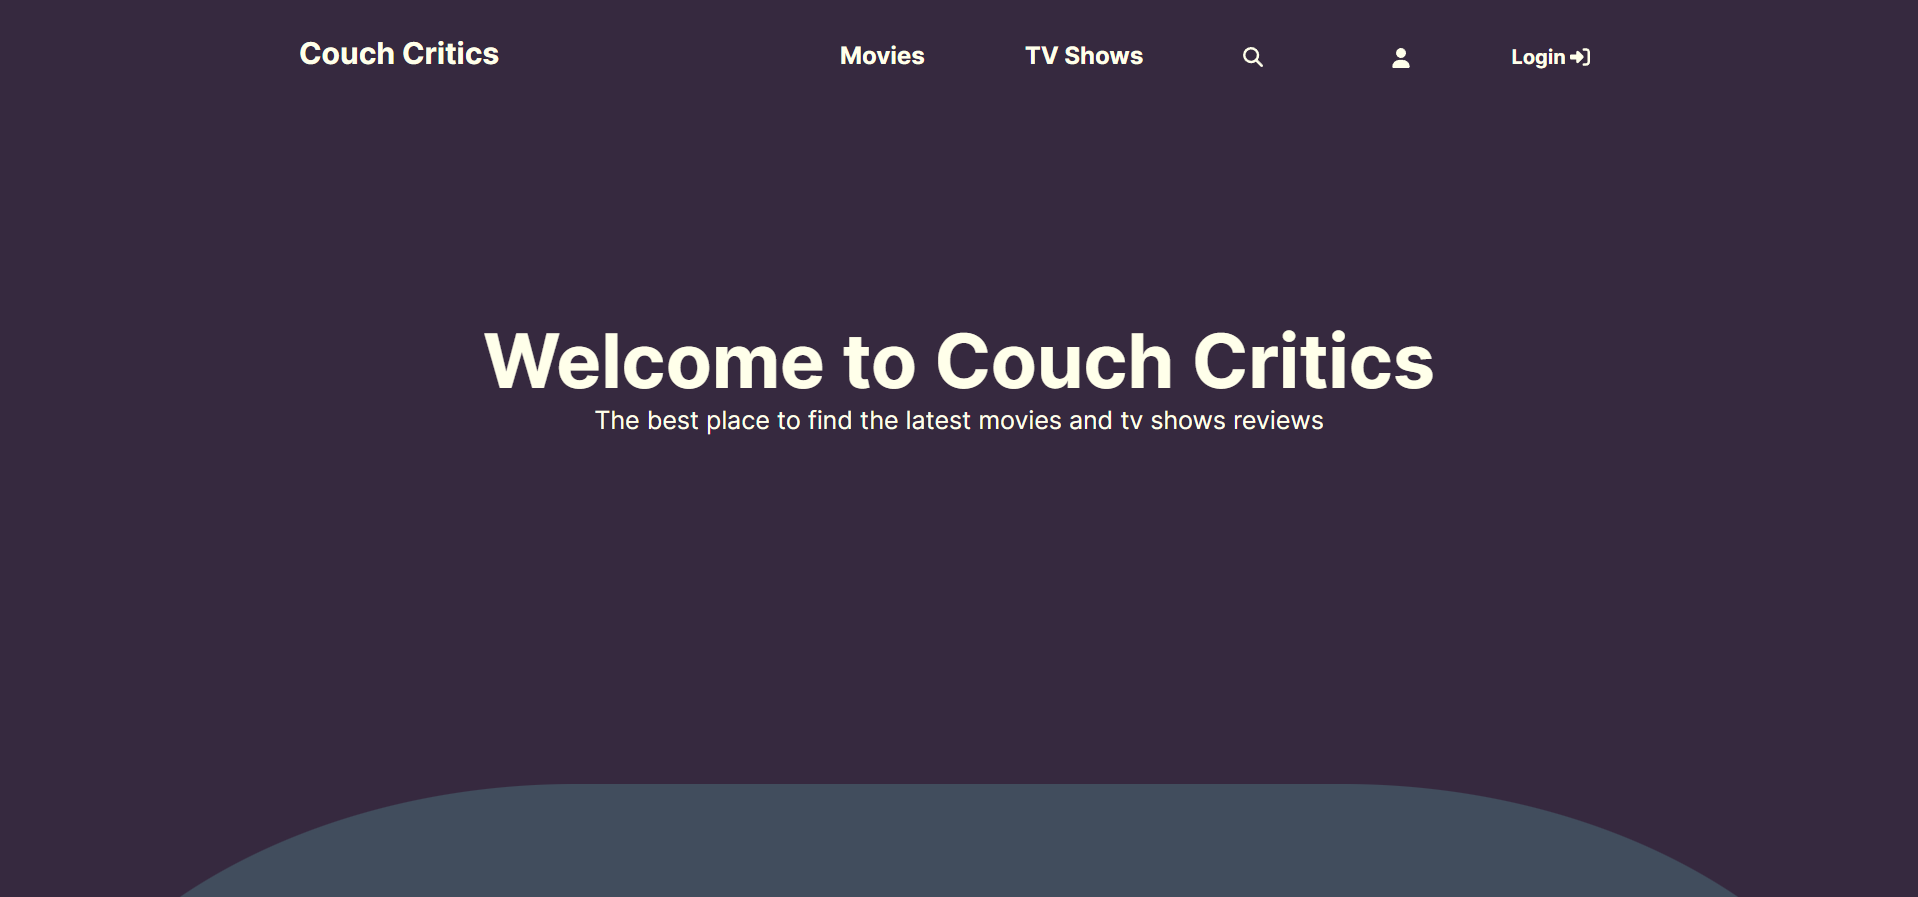 Couch Critics
Movies
TV Shows
Login
Welcome to Couch Critics
The best place to find the latest movies and tv shows reviews